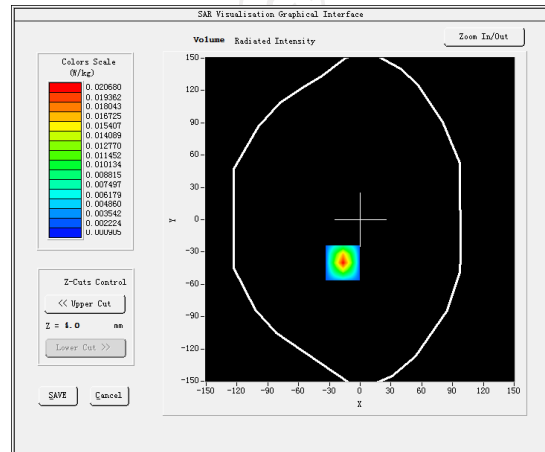 SAR Visualisation Graphical Interface
Volume Radiated Intensity
Zoom In/Out
Colors Scale
(W/kg)
0.020680
0.019362
0.018043
0.016725
0.015407
0.014089
0.012770
0.011452
0.010134
0.008815
0.007497
0.006179
0.004860
0.003542
0.002224
0.000905
150
120
90
60
30
0
-30
-60
-90
-120
-150
Y
-150 -120 -90 -60 -30 0 30 60 90 120 150
X
Z-Cuts Control
<< Upper Cut
Z = 4.0 mm
Lower Cut >>
SAVE Cancel